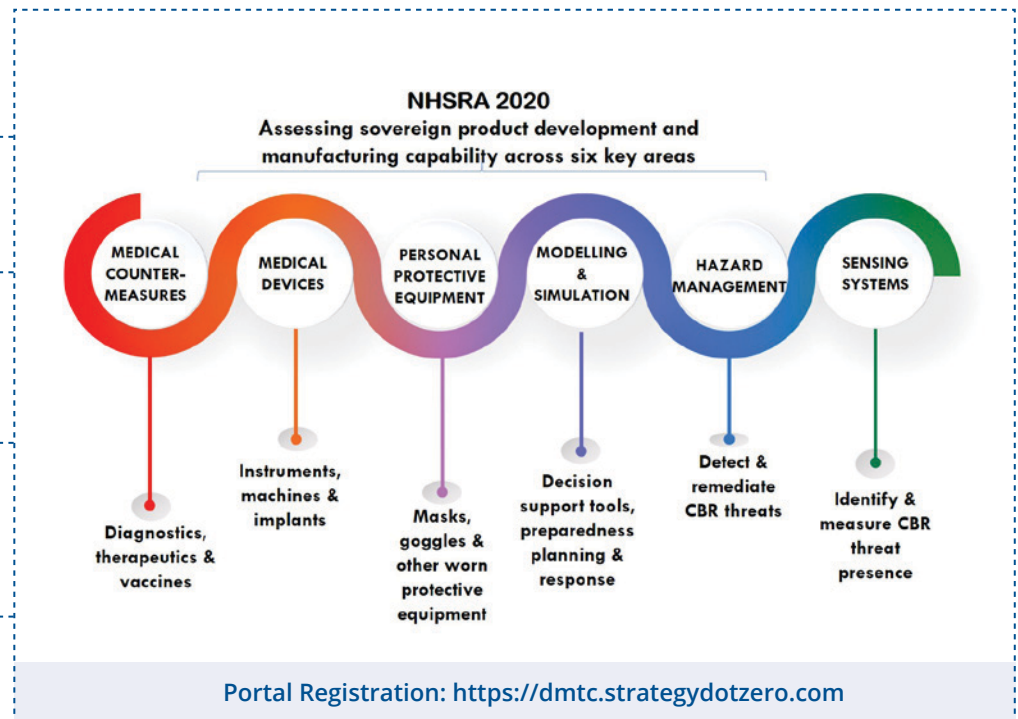 NHSRA 2020
Assessing sovereign product development and
manufacturing capability across six key areas
MEDICAL
COUNTER-
MEASURES
MEDICAL
DEVICES
PERSONAL
PROTECTIVE
EQUIPMENT
MODELLING
&
SIMULATION
HAZARD
MANAGEMENT
SENSING
SYSTEMS
Diagnostics,
therapeutics &
vaccines
Instruments,
machines &
implants
Masks,
goggles &
other worn
protective
equipment
Decision
support tools,
preparedness
planning &
response
Detect &
remediate
CBR threats
Identify &
measure CBR
threat
presence
Portal Registration: https://dmtc.strategydotzero.com